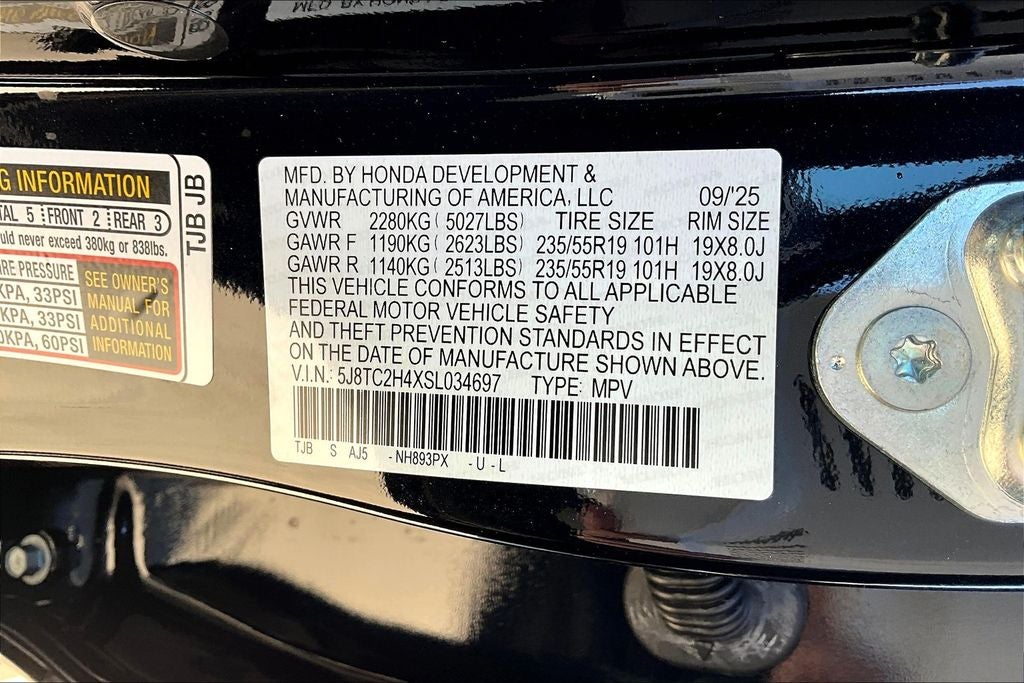 G INFORMATION
TAL 5 FRONT 2 REAR 3
uld never exceed 380kg or 838lbs.
RE PRESSURE
KPA, 33PSI
KPA, 33PSI
0KPA, 60PSI
SEE OWNER'S
MANUAL FOR
ADDITIONAL
INFORMATION
TJB JB
MFD. BY HONDA DEVELOPMENT &
MANUFACTURING OF AMERICA, LLC 09/'25
GVWR 2280KG ( 5027LBS) TIRE SIZE RIM SIZE
GAWR F 1190KG ( 2623LBS) 235/55R19 101H 19X8.0J
GAWR R 1140KG ( 2513LBS) 235/55R19 101H 19X8.0J
THIS VEHICLE CONFORMS TO ALL APPLICABLE
FEDERAL MOTOR VEHICLE SAFETY
AND THEFT PREVENTION STANDARDS IN EFFECT
ON THE DATE OF MANUFACTURE SHOWN ABOVE.
V.I.N.: 5J8TC2H4XSL034697 TYPE: MPV
TJB S AJ5 -NH893PX -U-L